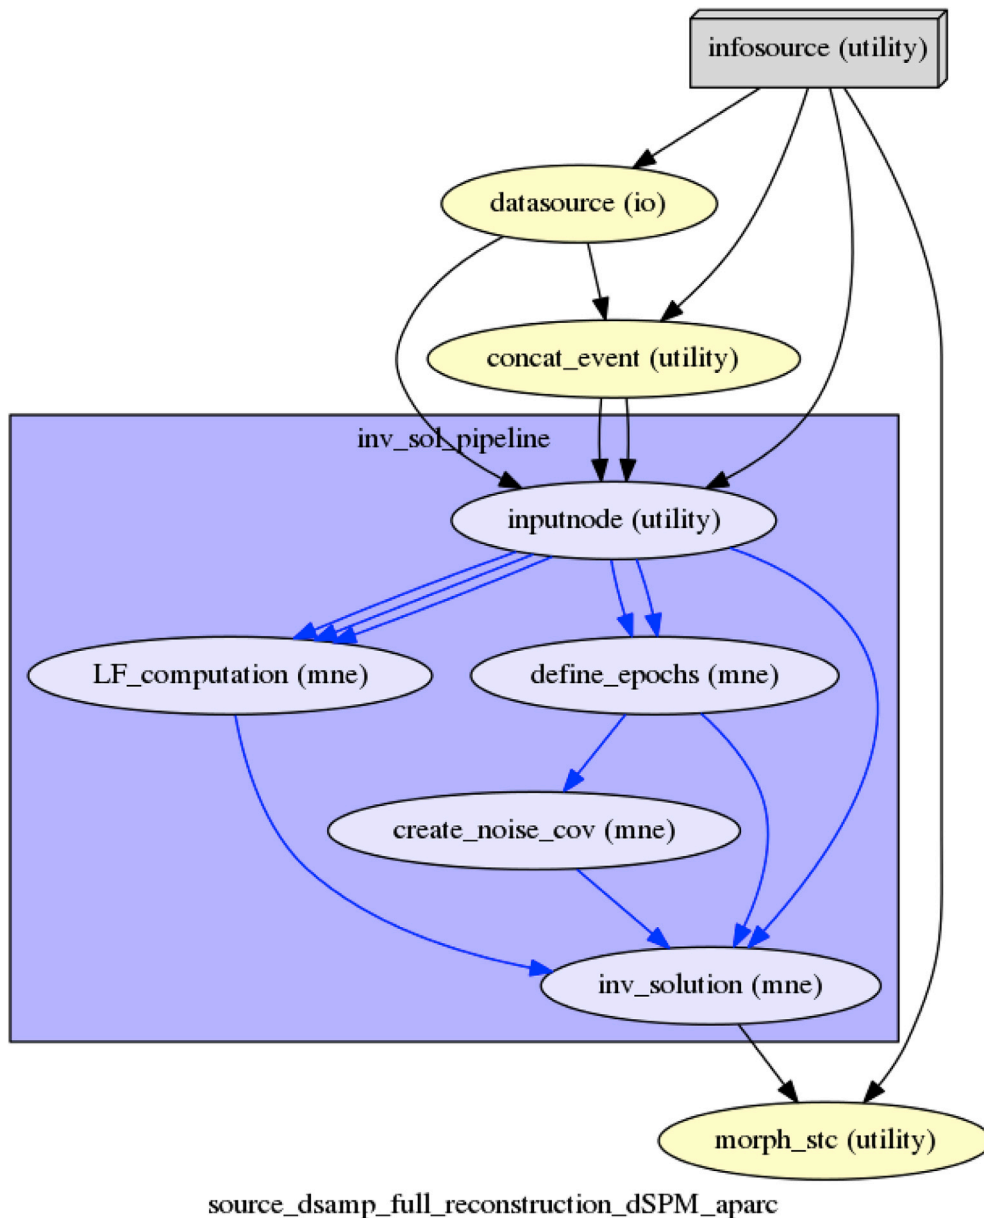 infosource (utility)
datasource (io)
concat_event (utility)
inv_sol_pipeline
inputnode (utility)
LF_computation (mne)
define_epochs (mne)
create_noise_cov (mne)
inv_solution (mne)
morph_stc (utility)
source_dsamp_full_reconstruction_dSPM_aparc